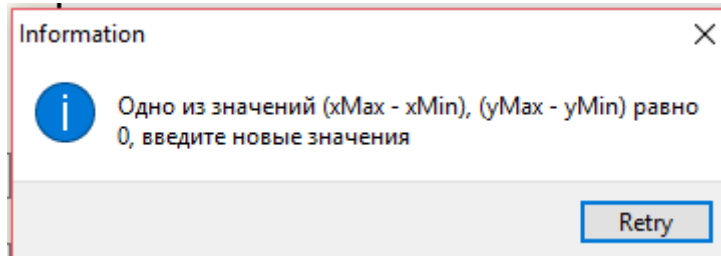 Information
Одно из значений (xMax - xMin), (yMax - yMin) равно
0, введите новые значения
Retry